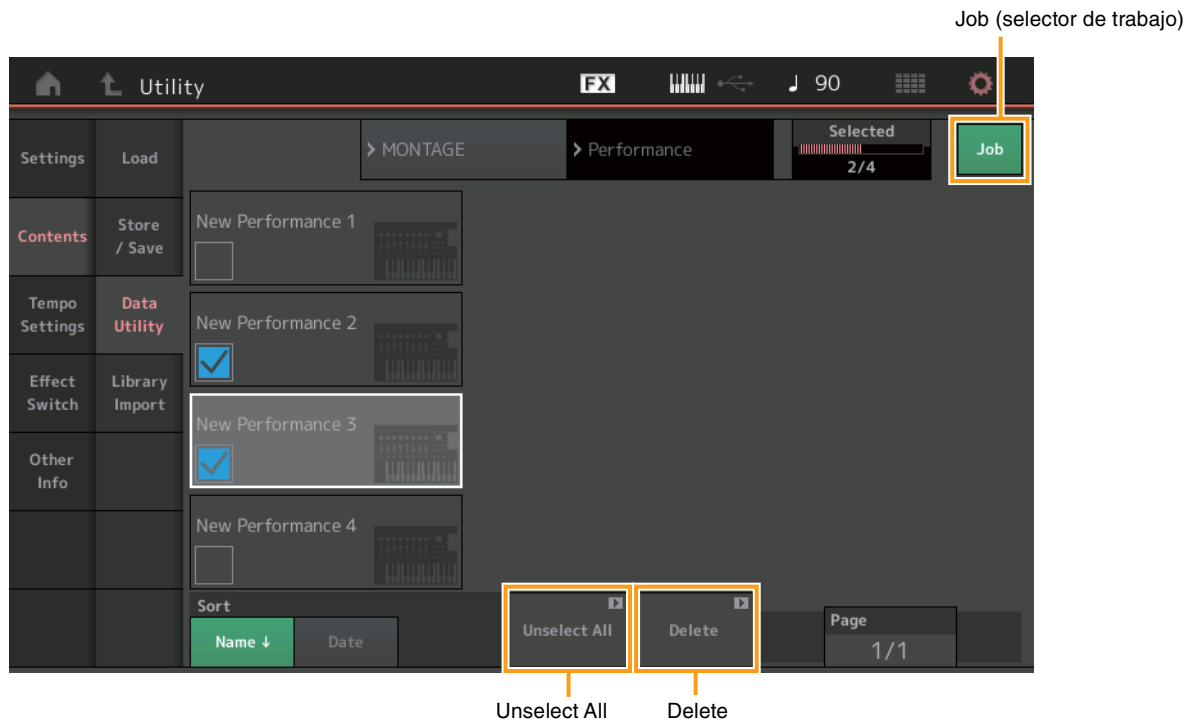 Job (selector de trabajo)
Utility
FX
90
Settings
Load
> MONTAGE
> Performance
Selected
2/4
Job
Contents
Store
/ Save
New Performance 1
Tempo
Settings
Data
Utility
New Performance 2
Effect
Switch
Library
Import
New Performance 3
Other
Info
New Performance 4
Sort
Name ↓
Date
Unselect All
Delete
Page
1/1
Unselect All
Delete